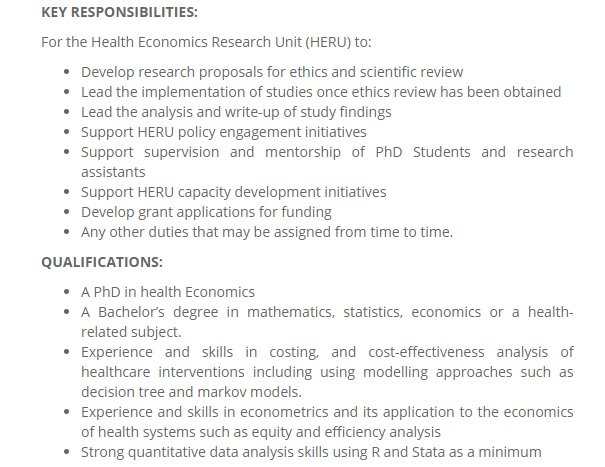 KEY RESPONSIBILITIES:
For the Health Economics Research Unit (HERU) to:
• Develop research proposals for ethics and scientific review
• Lead the implementation of studies once ethics review has been obtained
• Lead the analysis and write-up of study findings
• Support HERU policy engagement initiatives
• Support supervision and mentorship of PhD Students and research
assistants
• Support HERU capacity development initiatives
• Develop grant applications for funding
• Any other duties that may be assigned from time to time.
QUALIFICATIONS:
• A PhD in health Economics
• A Bachelor’s degree in mathematics, statistics, economics or a health-
related subject.
• Experience and skills in costing, and cost-effectiveness analysis of
healthcare interventions including using modelling approaches such as
decision tree and markov models.
• Experience and skills in econometrics and its application to the economics
of health systems such as equity and efficiency analysis
• Strong quantitative data analysis skills using R and Stata as a minimum